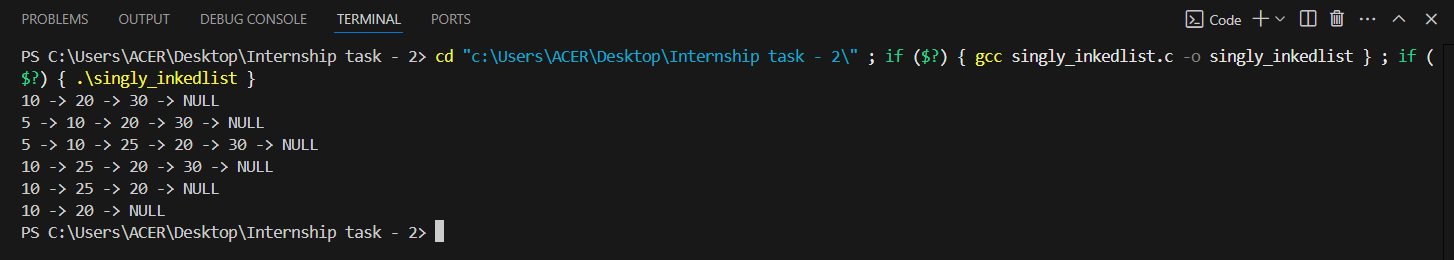 PROBLEMS OUTPUT DEBUG CONSOLE TERMINAL PORTS Code
PS C:\Users\ACER\Desktop\Internship task - 2> cd "c:\Users\ACER\Desktop\Internship task - 2\" ; if ($?) { gcc singly_inkedlist.c -o singly_inkedlist } ; if (
$?) { .\singly_inkedlist }
10 -> 20 -> 30 -> NULL
5 -> 10 -> 20 -> 30 -> NULL
5 -> 10 -> 25 -> 20 -> 30 -> NULL
10 -> 25 -> 20 -> 30 -> NULL
10 -> 25 -> 20 -> NULL
10 -> 20 -> NULL
PS C:\Users\ACER\Desktop\Internship task - 2>